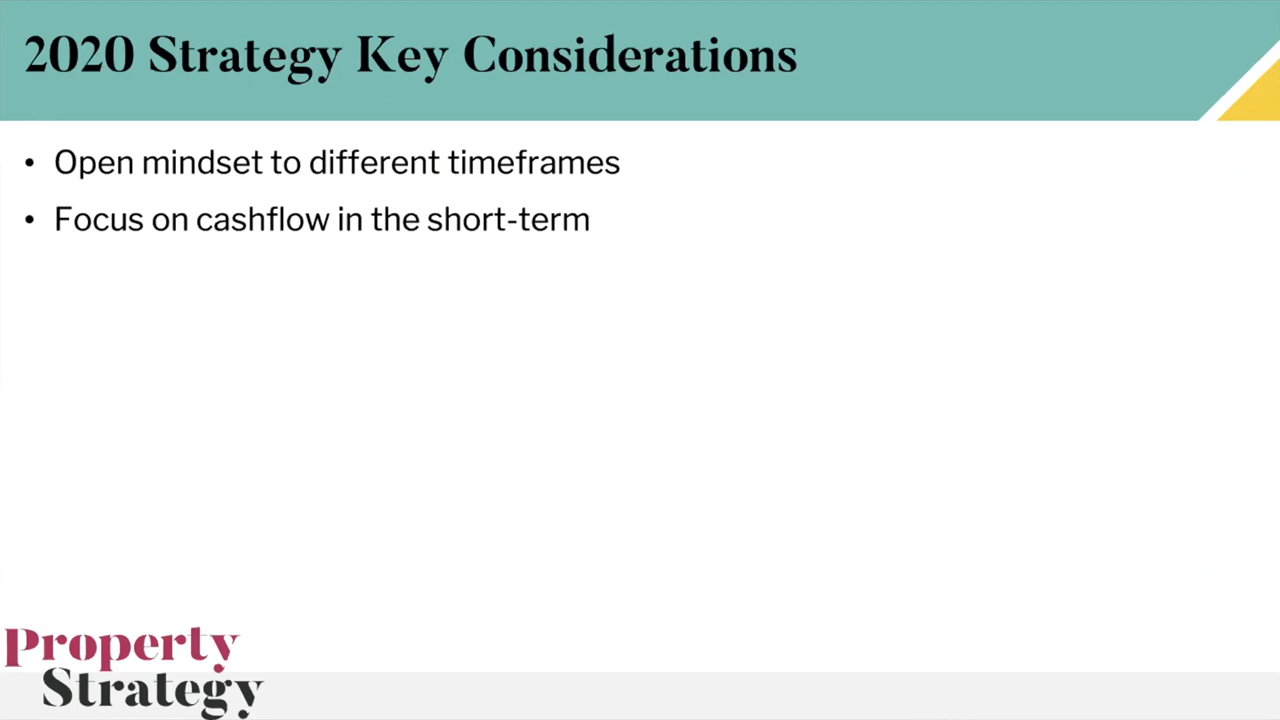 2020 Strategy Key Considerations
• Open mindset to different timeframes
• Focus on cashflow in the short-term
Property
Strategy